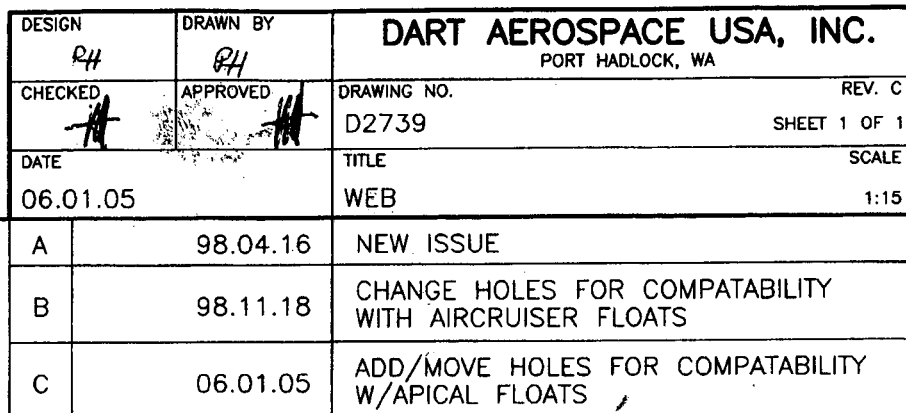 DESIGN
RH
DRAWN BY
RH
DART AEROSPACE USA, INC.
PORT HADLOCK, WA
CHECKED
APPROVED
DRAWING NO.
REV. C
D2739
SHEET 1 OF 1
DATE
TITLE
SCALE
06.01.05
WEB
1:15
A
98.04.16
NEW ISSUE
B
98.11.18
CHANGE HOLES FOR COMPATABILITY
WITH AIRCRUISER FLOATS
C
06.01.05
ADD/MOVE HOLES FOR COMPATABILITY
W/APICAL FLOATS